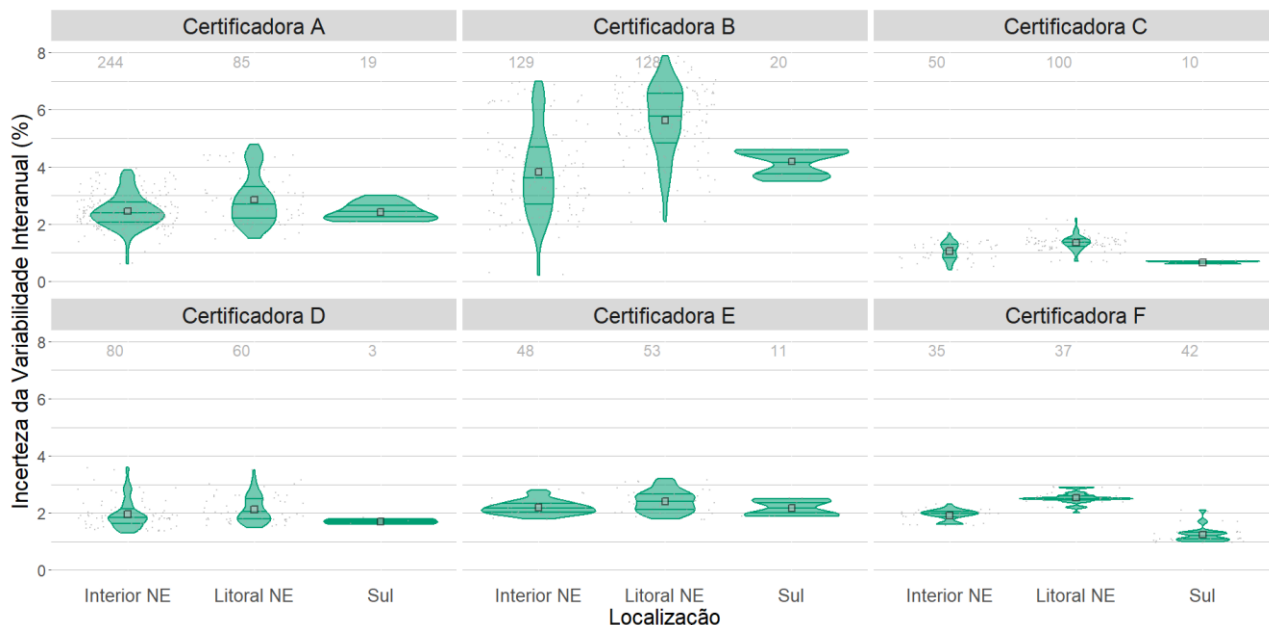 Certificadora A Certificadora B Certificadora C
8
244 85 19 129 128 20 50 100 10
6
4
2
0
Certificadora D Certificadora E Certificadora F
8
80 60 3 48 53 11 35 37 42
6
4
2
0
Interior NE Litoral NE Sul Interior NE Litoral NE Sul Interior NE Litoral NE Sul
Localização
Incerteza da Variabilidade Interanual (%)